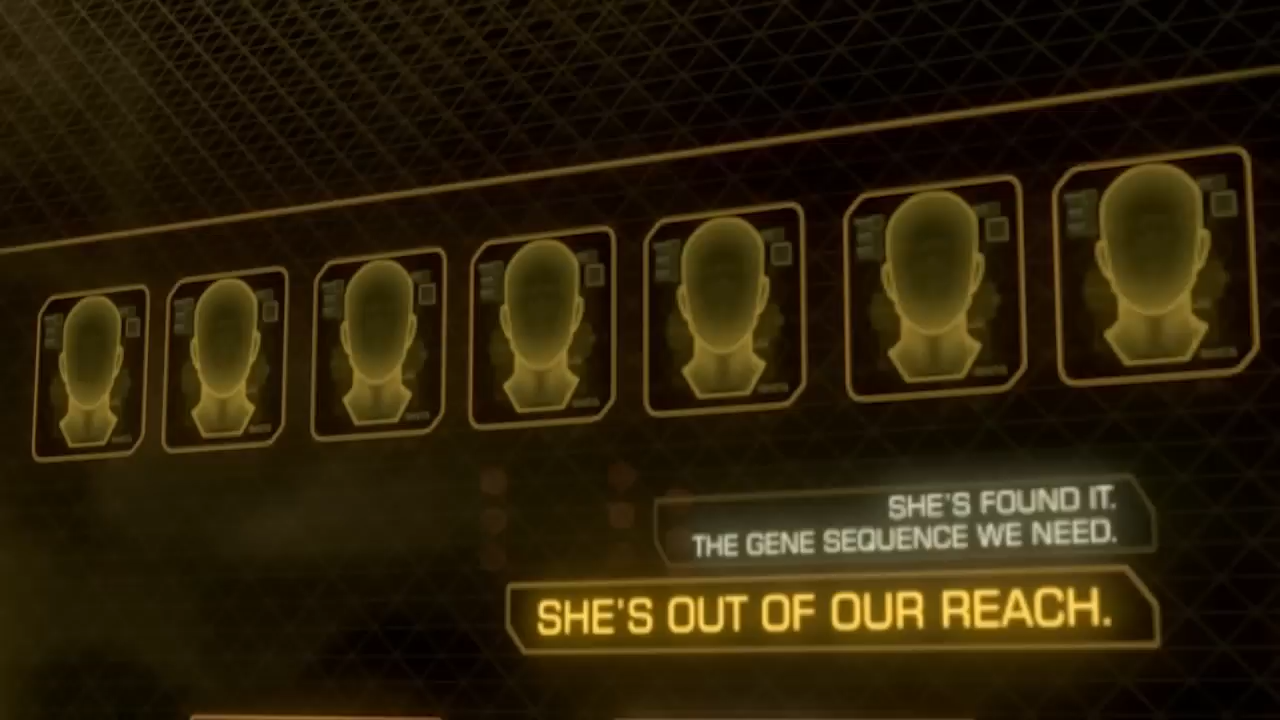 SHE'S FOUND IT.
THE GENE SEQUENCE WE NEED.
SHE'S OUT OF OUR REACH.